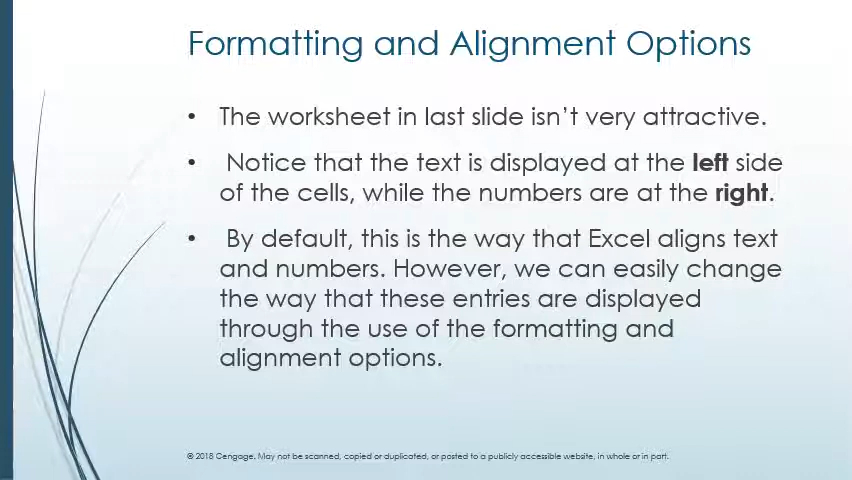 Formatting and Alignment Options
• The worksheet in last slide isn’t very attractive.
• Notice that the text is displayed at the left side
of the cells, while the numbers are at the right.
• By default, this is the way that Excel aligns text
and numbers. However, we can easily change
the way that these entries are displayed
through the use of the formatting and
alignment options.
© 2018 Cengage. May not be scanned, copied or duplicated, or posted to a publicly accessible website, in whole or in part.